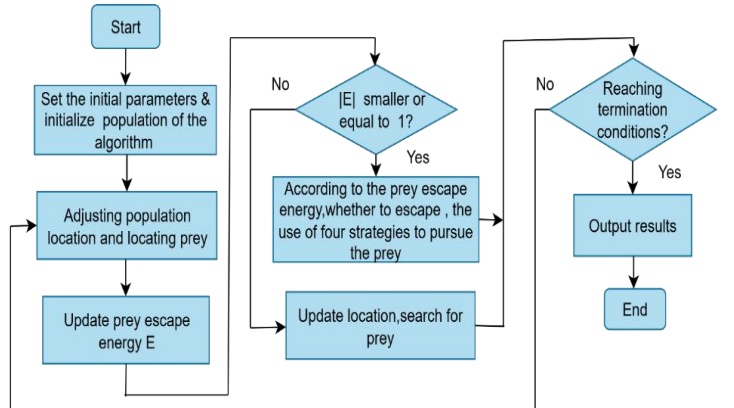 Start
Set the initial parameters &
initialize population of the
algorithm
Adjusting population
location and locating prey
Update prey escape
energy E
No
|E| smaller or
equal to 1?
Yes
According to the prey escape
energy,whether to escape , the
use of four strategies to pursue
the prey
Update location,search for
prey
No
Reaching
termination
conditions?
Yes
Output results
End